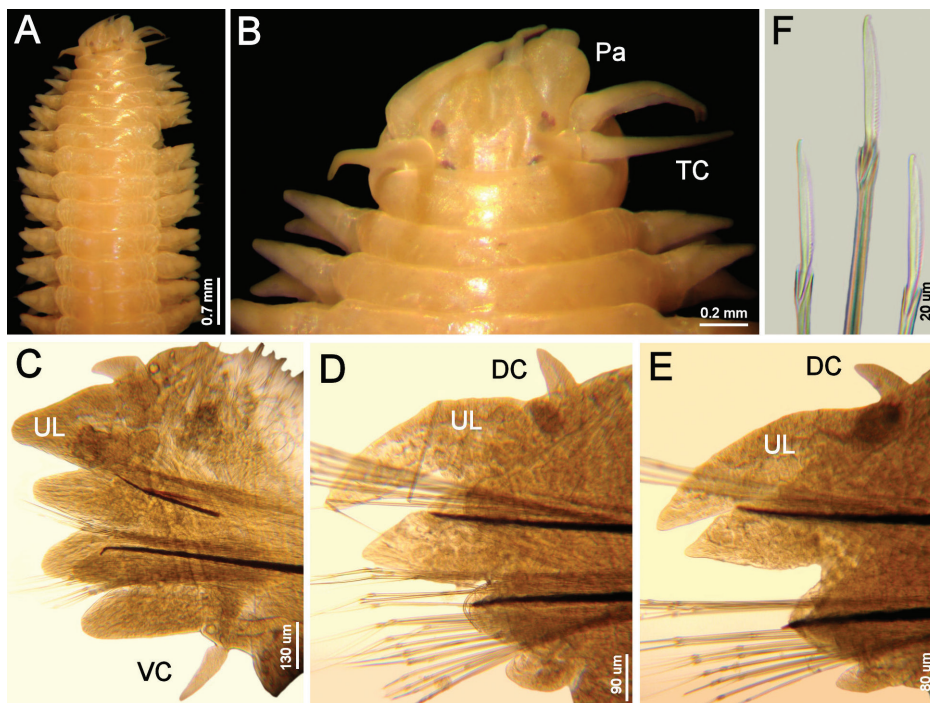 A
0.7 mm
B
Pa
TC
0.2 mm
F
20 um
C
UL
VC
130 um
D
DC
UL
90 um
E
DC
UL
80 um